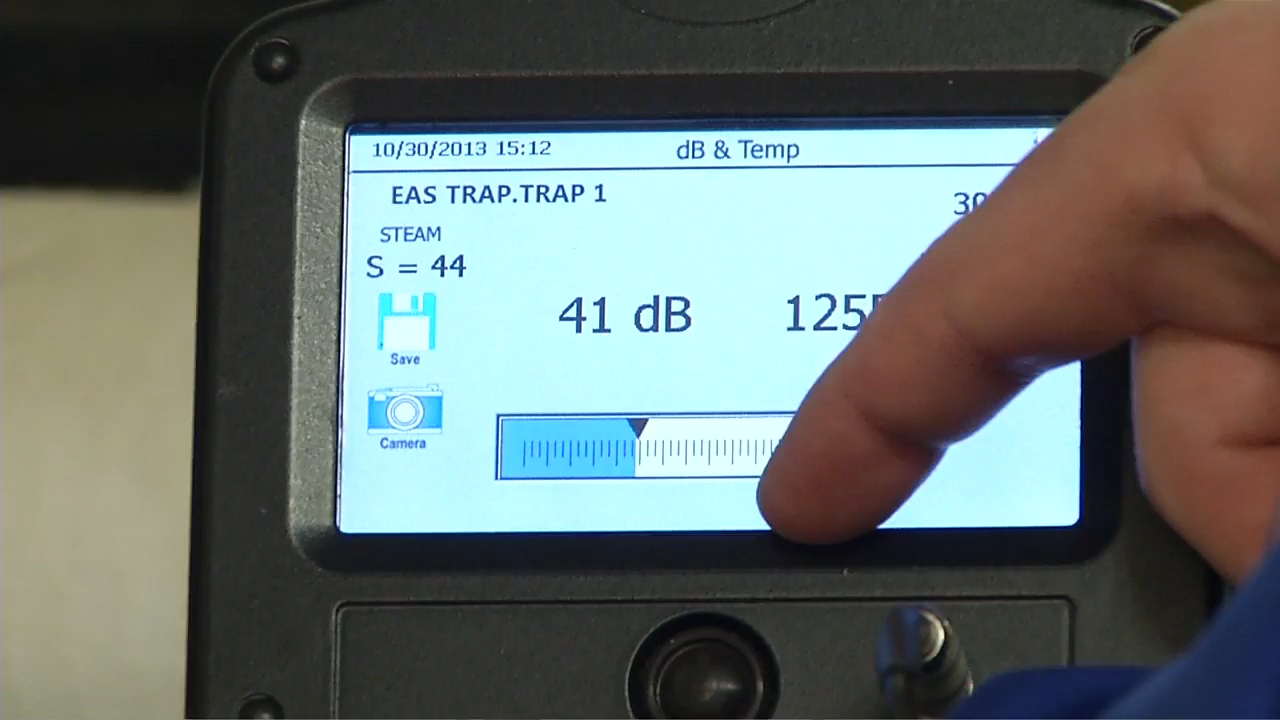 10/30/2013 15:12 dB & Temp
EAS TRAP.TRAP 1
STEAM
S = 44
41 dB
Save
Camera